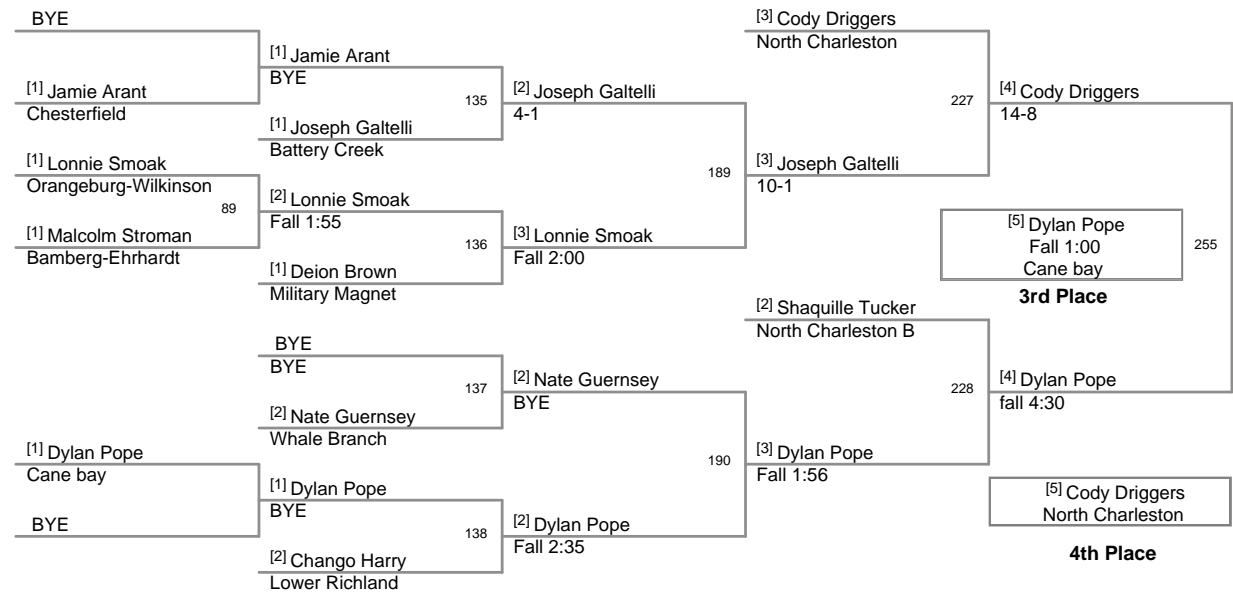 BYE
[1] Jamie Arant
Chesterfield
[1] Lonnie Smoak
Orangeburg-Wilkinson
89
[1] Malcolm Stroman
Bamberg-Ehrhardt
[1] Dylan Pope
Cane bay
BYE
[1] Jamie Arant
BYE
135
[1] Joseph Galtelli
Battery Creek
[2] Lonnie Smoak
Fall 1:55
136
[1] Deion Brown
Military Magnet
BYE
BYE
137
[2] Nate Guernsey
Whale Branch
[1] Dylan Pope
BYE
138
[2] Chango Harry
Lower Richland
[2] Joseph Galtelli
4-1
189
[3] Lonnie Smoak
Fall 2:00
[2] Nate Guernsey
BYE
190
[2] Dylan Pope
Fall 2:35
[3] Cody Driggers
North Charleston
227
[3] Joseph Galtelli
10-1
[2] Shaquille Tucker
North Charleston B
228
[3] Dylan Pope
Fall 1:56
[4] Cody Driggers
14-8
[5] Dylan Pope
Fall 1:00
Cane bay
255
3rd Place
[4] Dylan Pope
fall 4:30
[5] Cody Driggers
North Charleston
4th Place